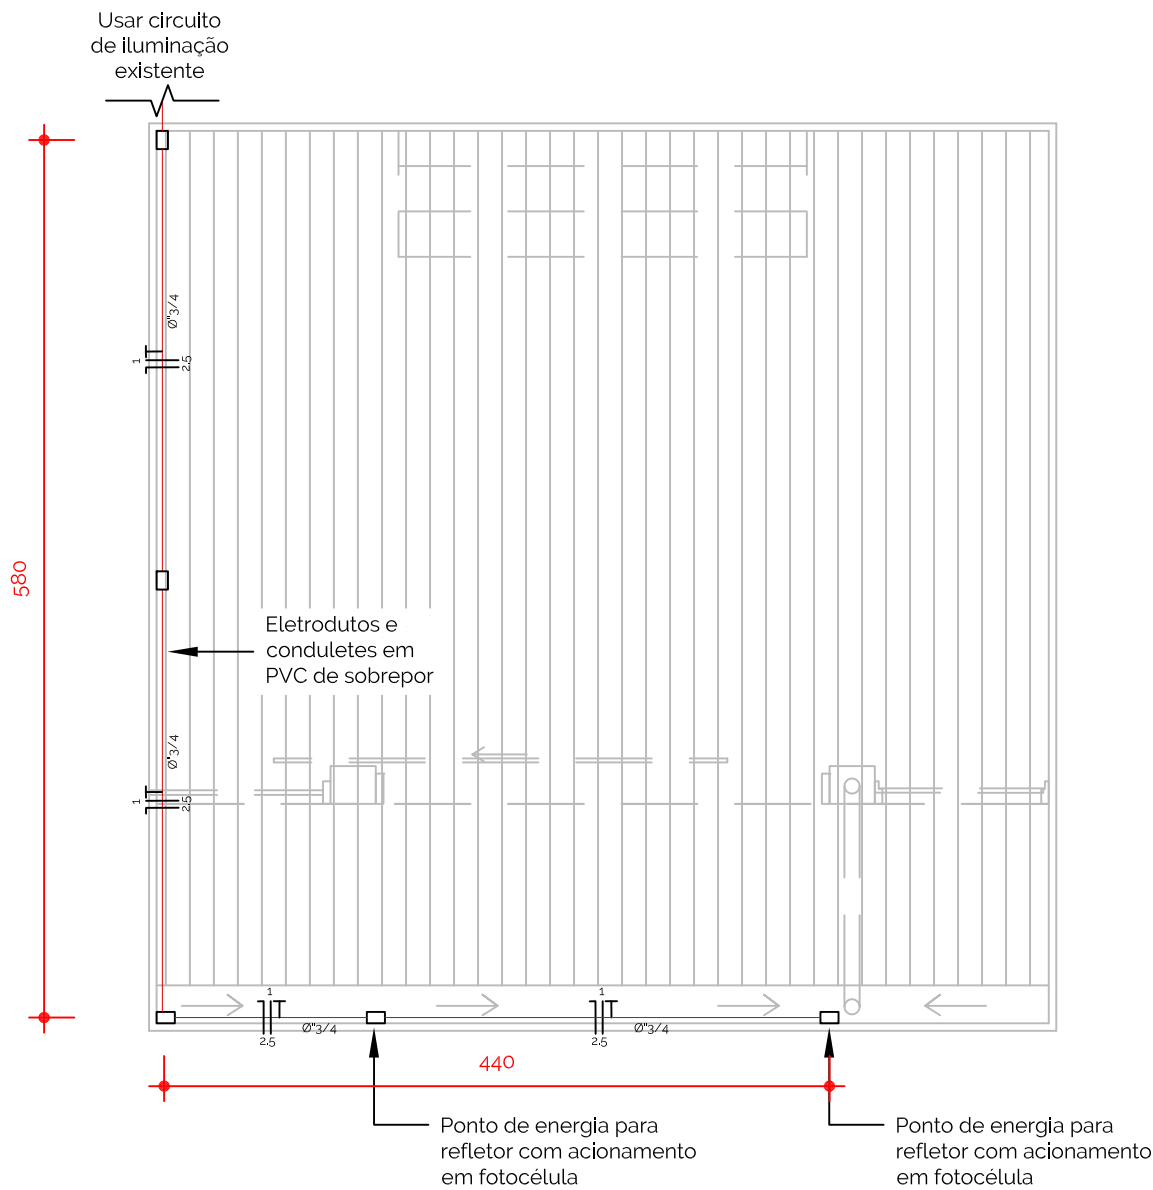 Usar circuito
de iluminação
existente
Ø"3/4
1
2.5
580
Eletrodutos e
conduletes em
PVC de sobrepor
Ø"3/4
1
2.5
1
2.5
Ø"3/4
1
2.5
Ø"3/4
440
Ponto de energia para
refletor com acionamento
em fotocélula
Ponto de energia para
refletor com acionamento
em fotocélula